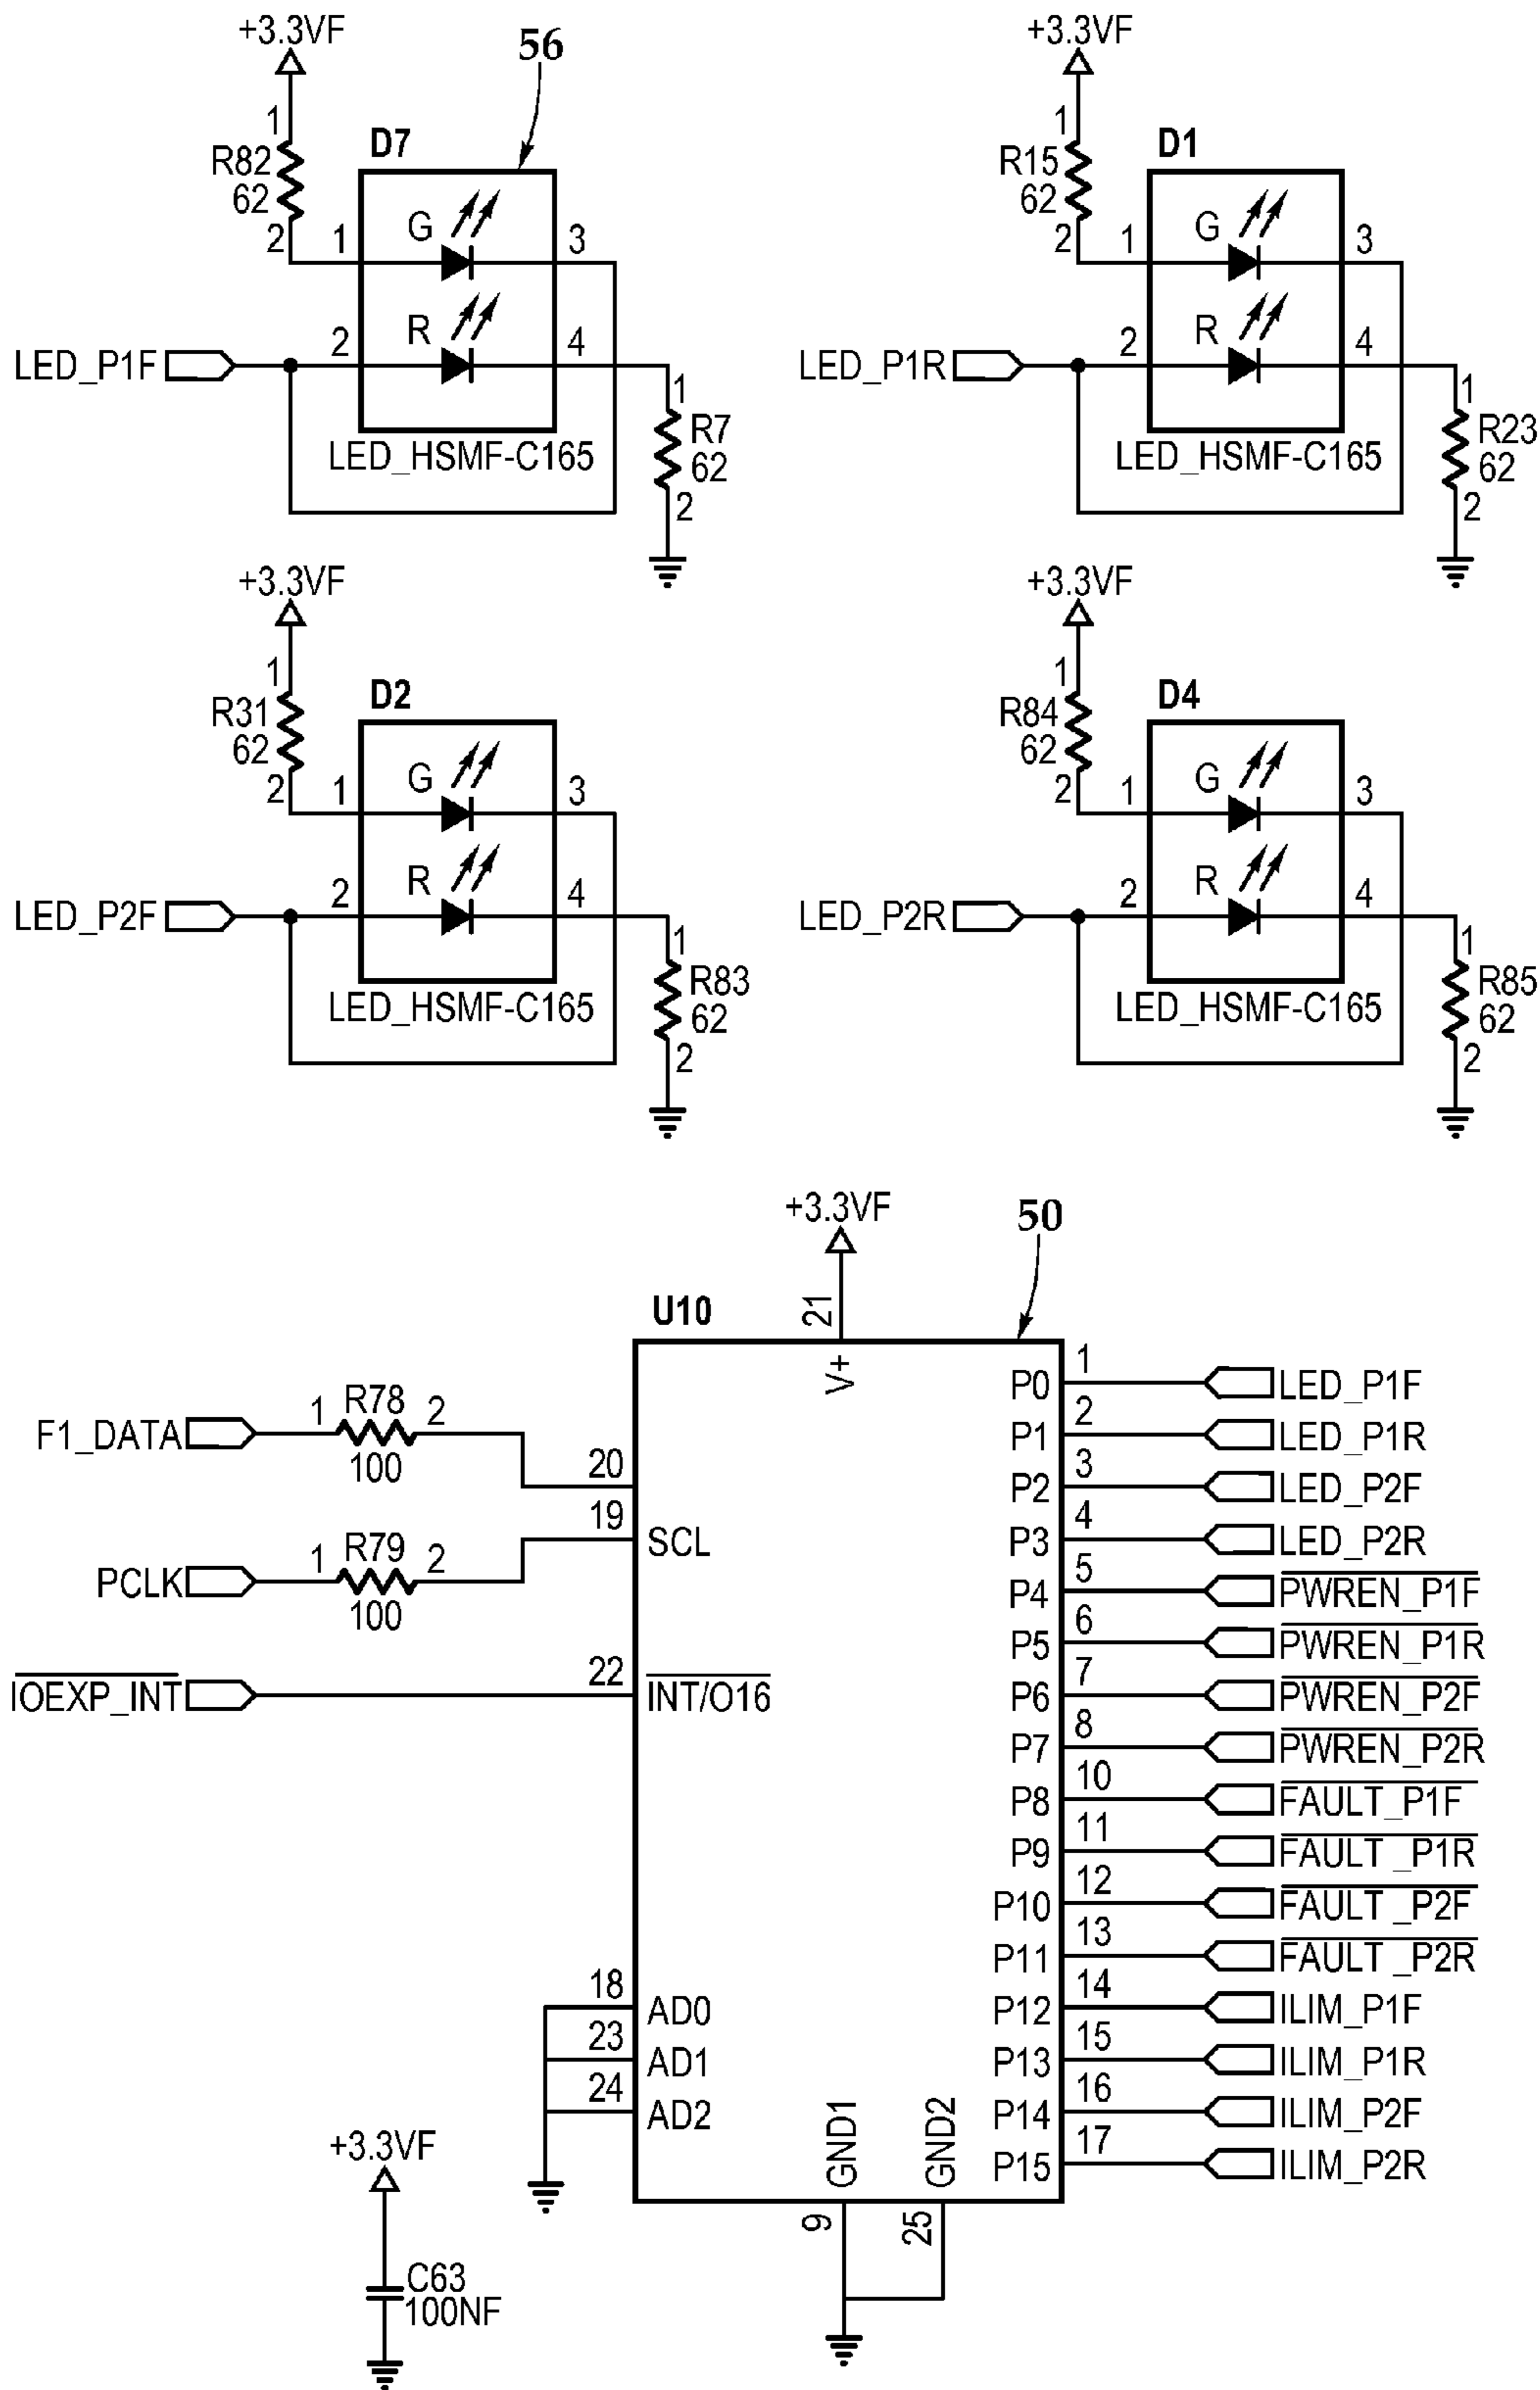 +3.3VF
56
+3.3VF
1
D7
1
D1
R82
62
R15
62
2
1
G
3
2
1
G
3
LED_P1F
2
R
4
LED_P1R
2
R
4
1
R7
62
1
R23
62
LED_HSMF-C165
LED_HSMF-C165
2
2
+3.3VF
+3.3VF
1
D2
1
D4
R31
62
R84
62
2
1
G
3
2
1
G
3
LED_P2F
2
R
4
LED_P2R
2
R
4
1
R83
62
1
R85
62
LED_HSMF-C165
LED_HSMF-C165
2
2
+3.3VF
50
U10
21
V+
F1_DATA
1
R78
2
100
20
PCLK
1
R79
2
100
19
SCL
IOEXP_INT
22
INT/O16
18
AD0
23
AD1
24
AD2
P0
1
LED_P1F
P1
2
LED_P1R
P2
3
LED_P2F
P3
4
LED_P2R
P4
5
PWREN_P1F
P5
6
PWREN_P1R
P6
7
PWREN_P2F
P7
8
PWREN_P2R
P8
10
FAULT_P1F
P9
11
FAULT_P1R
P10
12
FAULT_P2F
P11
13
FAULT_P2R
P12
14
ILIM_P1F
P13
15
ILIM_P1R
P14
16
ILIM_P2F
P15
17
ILIM_P2R
GND1
GND2
9
25
+3.3VF
C63
100NF